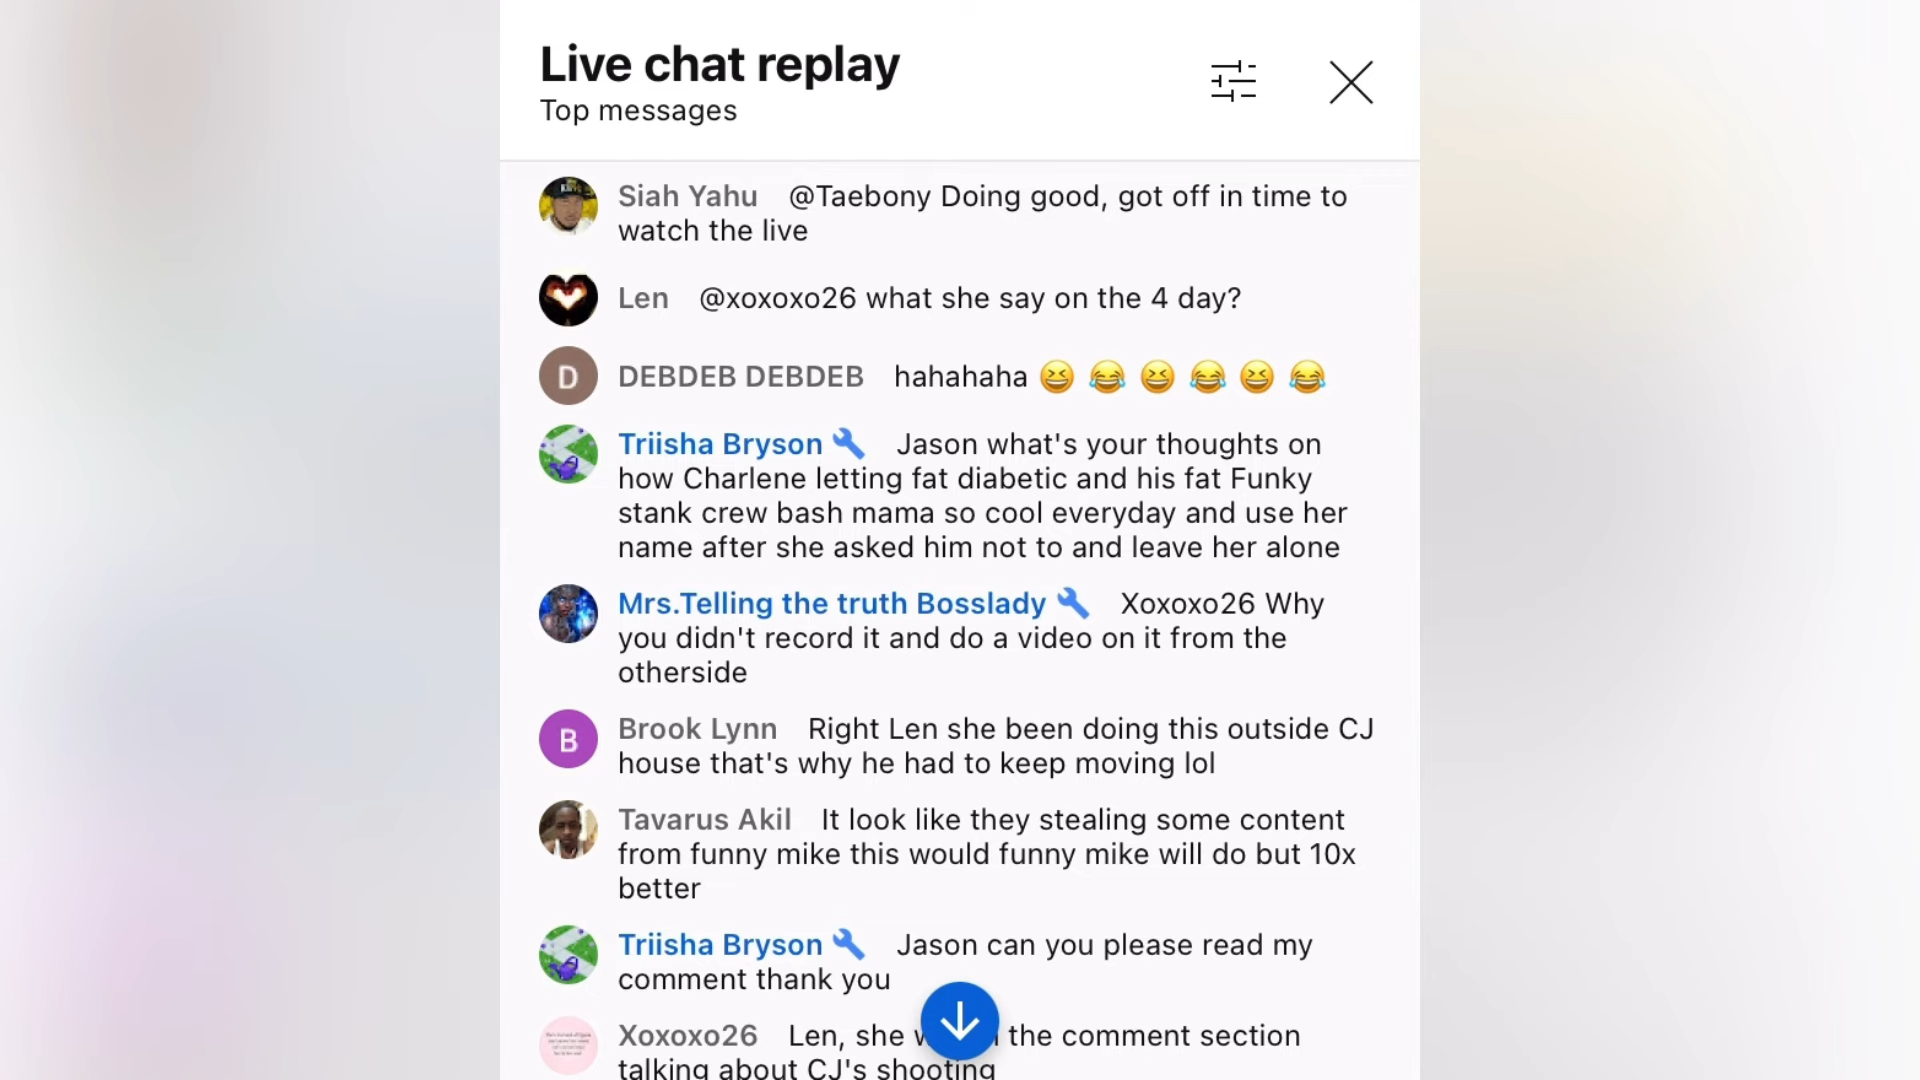 Live chat replay
Top messages
Siah Yahu @Taebony Doing good, got off in time to
watch the live
Len @xoxoxo26 what she say on the 4 day?
D DEBDEB DEBDEB hahahaha 😆 😂 😆 😂 😆 😂
Triisha Bryson Jason what's your thoughts on
how Charlene letting fat diabetic and his fat Funky
stank crew bash mama so cool everyday and use her
name after she asked him not to and leave her alone
Mrs.Telling the truth Bosslady Xoxoxo26 Why
you didn't record it and do a video on it from the
otherside
B Brook Lynn Right Len she been doing this outside CJ
house that's why he had to keep moving lol
Tavarus Akil It look like they stealing some content
from funny mike this would funny mike will do but 10x
better
Triisha Bryson Jason can you please read my
comment thank you
Xoxoxo26 Len, she the comment section
talking about CJ's shooting